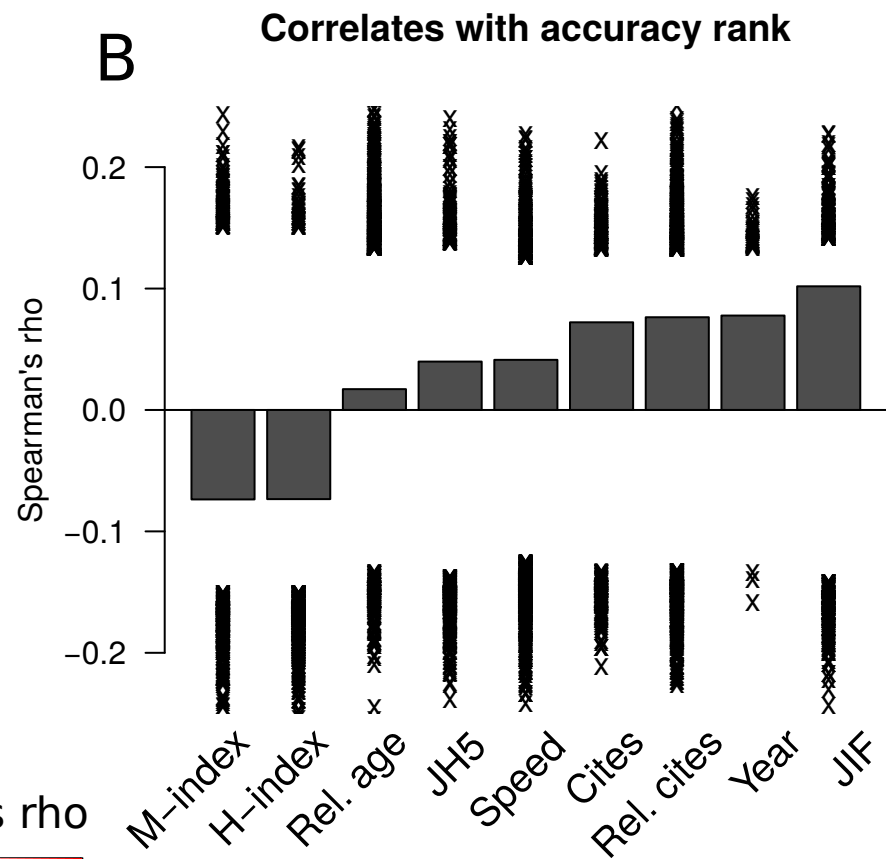 Correlates with accuracy rank
B
0.2
0.1
0.0
−0.1
−0.2
Spearman's rho
M−index
H−index
Rel. age
JH5
Speed
Cites
Rel. cites
Year
JIF
s rho